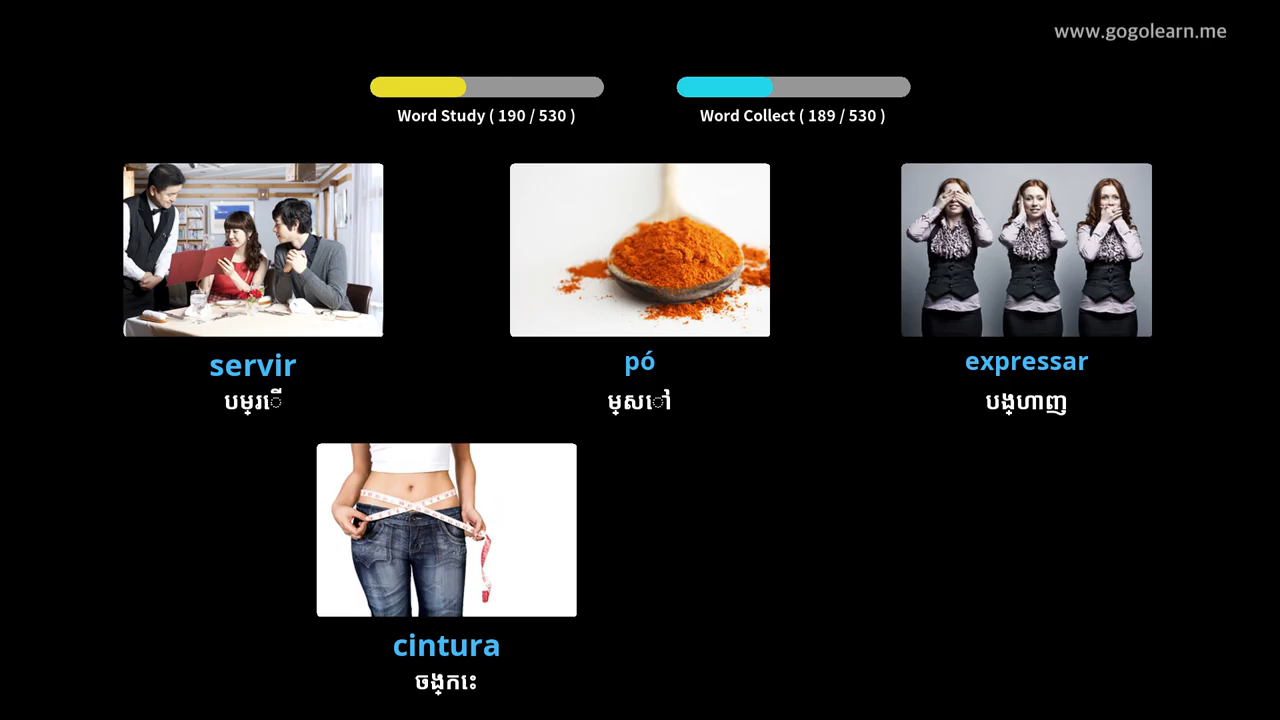 www.gogolearn.me
Word Study ( 190 / 530 )
Word Collect ( 189 / 530 )
servir
បម្រើ
pó
ម្សៅ
expressar
បង្ហាញ
cintura
ចង្កេះ